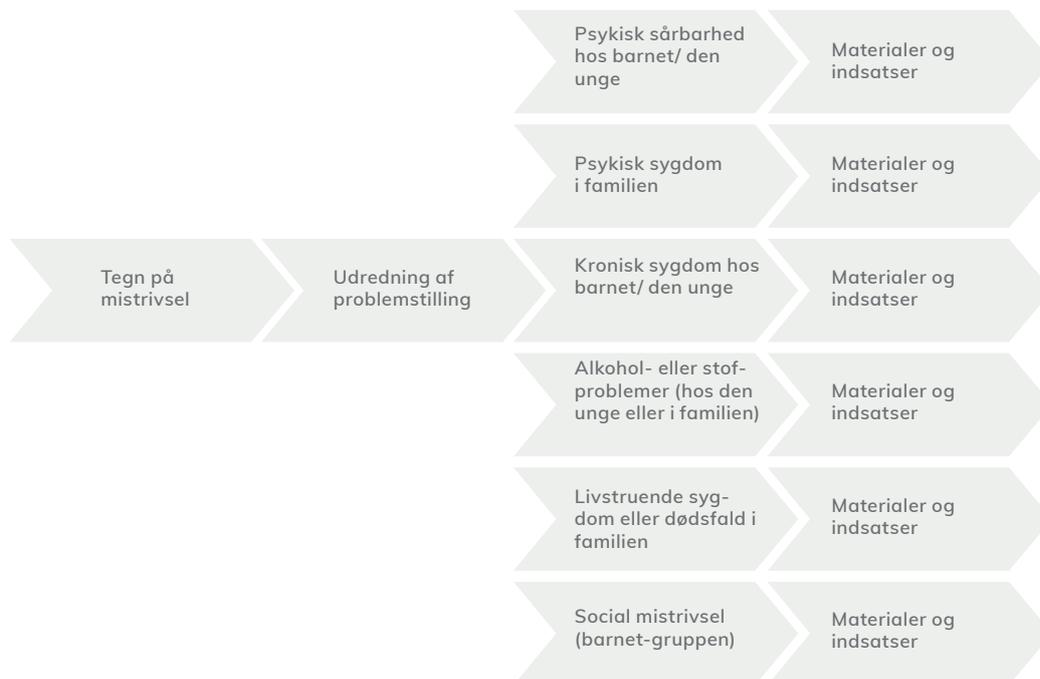 Psykisk sårbarhed
hos barnet/ den
unge
Materialer og
indsatser
Psykisk sygdom
i familien
Materialer og
indsatser
Tegn på
mistrivsel
Udredning af
problemstilling
Kronisk sygdom hos
barnet/ den unge
Materialer og
indsatser
Alkohol- eller stof-
problemer (hos den
unge eller i familien)
Materialer og
indsatser
Livstruende syg-
dom eller dødsfald i
familien
Materialer og
indsatser
Social mistrivsel
(barnet-gruppen)
Materialer og
indsatser